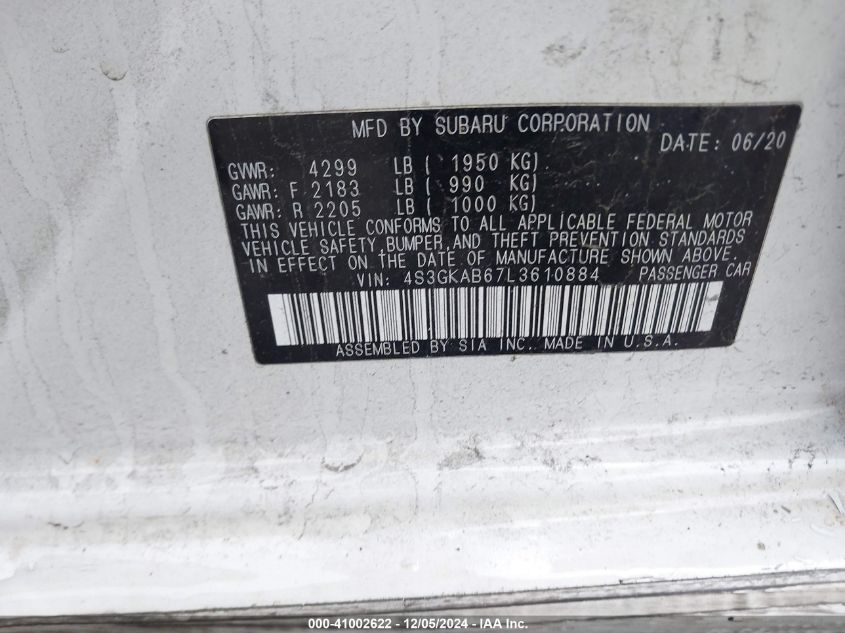 MFD BY SUBARU CORPORATION
DATE: 06/20
GVWR: 4299 LB ( 1950 KG)
GAWR: F 2183 LB ( 990 KG)
GAWR: R 2205 LB ( 1000 KG)
THIS VEHICLE CONFORMS TO ALL APPLICABLE FEDERAL MOTOR
VEHICLE SAFETY,BUMPER,AND THEFT PREVENTION STANDARDS
IN EFFECT ON THE DATE OF MANUFACTURE SHOWN ABOVE.
VIN: 4S3GKAB67L3610884 PASSENGER CAR
ASSEMBLED BY SIA INC. MADE IN U.S.A.
000-41002622 - 12/05/2024 - IAA Inc.